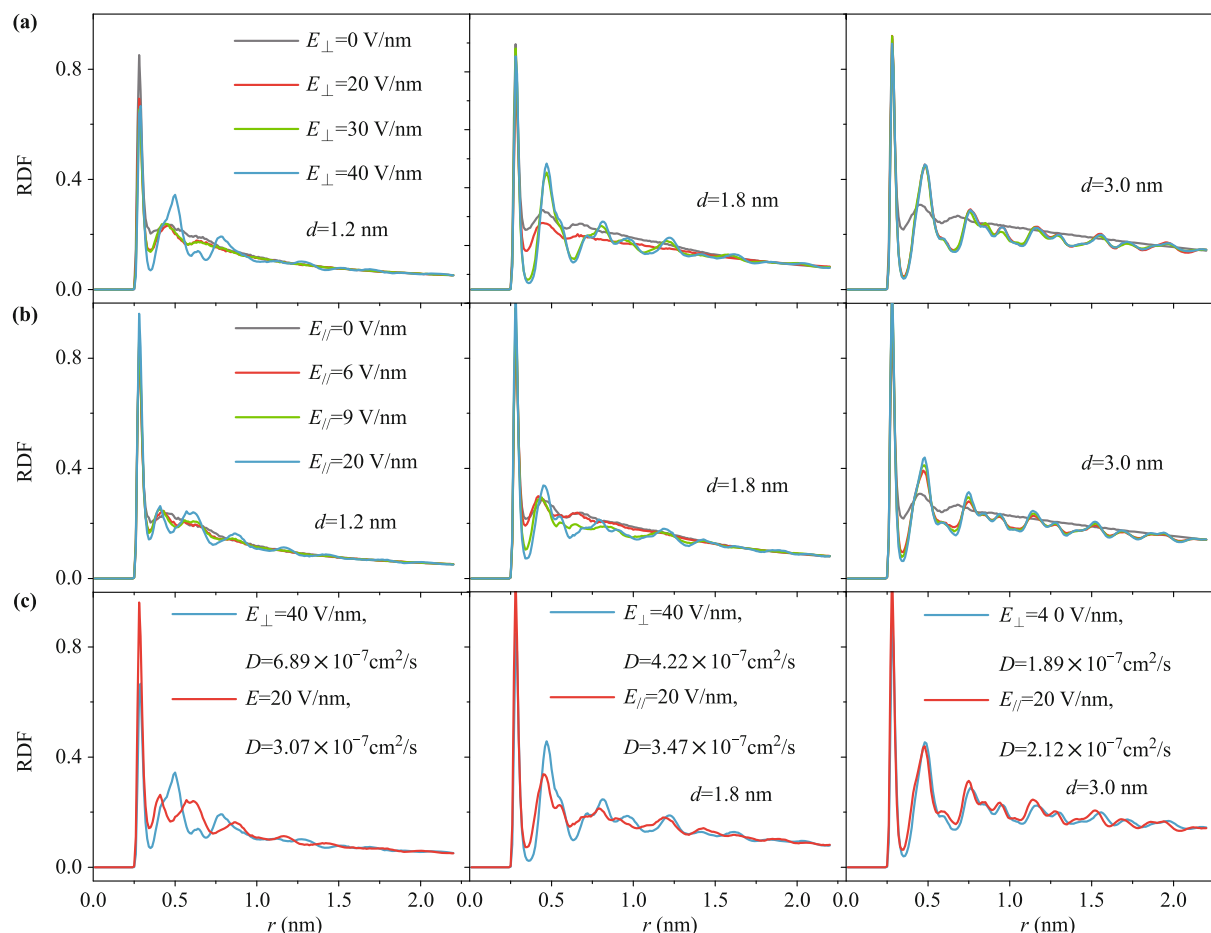 (a)
E⊥=0 V/nm
E⊥=20 V/nm
E⊥=30 V/nm
E⊥=40 V/nm
d=1.2 nm
d=1.8 nm
d=3.0 nm
RDF
0.8
0.4
0.0
(b)
E//=0 V/nm
E//=6 V/nm
E//=9 V/nm
E//=20 V/nm
d=1.2 nm
d=1.8 nm
d=3.0 nm
RDF
0.8
0.4
0.0
(c)
E⊥=40 V/nm,
D=6.89×10⁻⁷cm²/s
E=20 V/nm,
D=3.07×10⁻⁷cm²/s
E⊥=40 V/nm,
D=4.22×10⁻⁷cm²/s
E//=20 V/nm,
D=3.47×10⁻⁷cm²/s
d=1.8 nm
E⊥=4 0 V/nm,
D=1.89×10⁻⁷cm²/s
E//=20 V/nm,
D=2.12×10⁻⁷cm²/s
d=3.0 nm
RDF
0.8
0.4
0.0
0.0 0.5 1.0 1.5 2.0 0.0 0.5 1.0 1.5 2.0 0.0 0.5 1.0 1.5 2.0
r (nm) r (nm) r (nm)